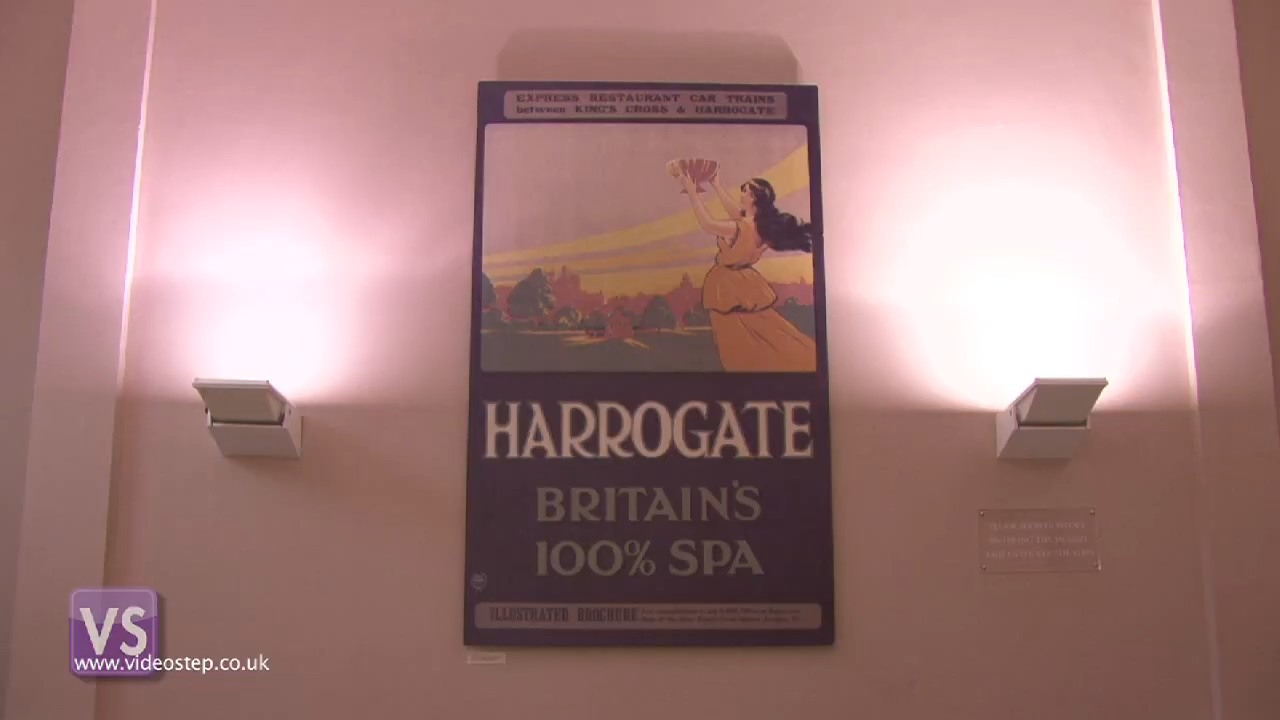 EXPRESS RESTAURANT CAR TRAINS
between KING'S CROSS & HARROGATE
HARROGATE
BRITAIN'S
100% SPA
ILLUSTRATED BROCHURE
VS
www.videostep.co.uk